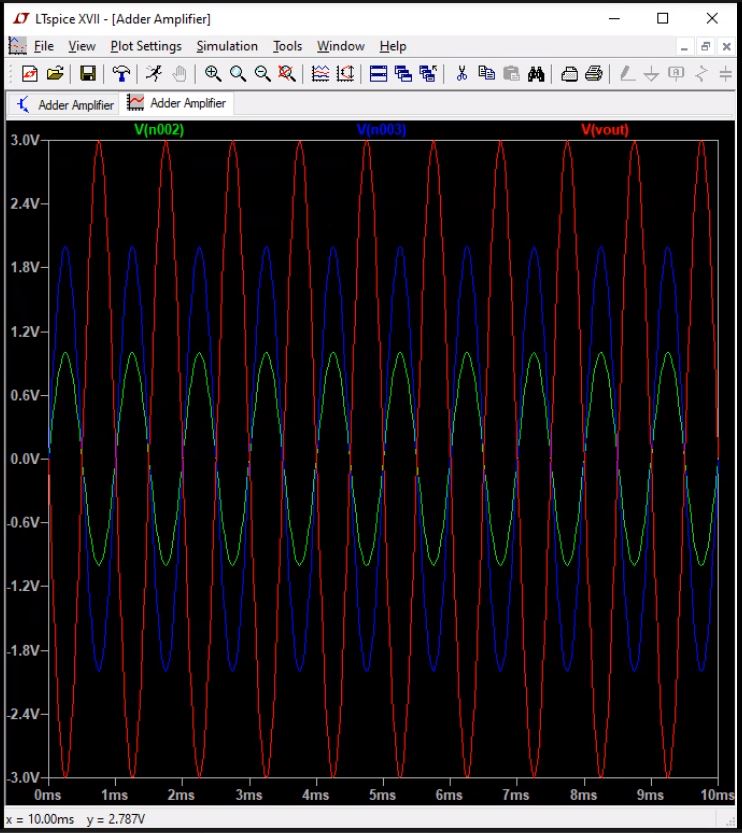 LTspice XVII - [Adder Amplifier]
File View Plot Settings Simulation Tools Window Help
Adder Amplifier Adder Amplifier
V(n002) V(n003) V(vout)
3.0V
2.4V
1.8V
1.2V
0.6V
0.0V
-0.6V
-1.2V
-1.8V
-2.4V
-3.0V
0ms 1ms 2ms 3ms 4ms 5ms 6ms 7ms 8ms 9ms 10ms
x = 10.00ms y = 2.787V